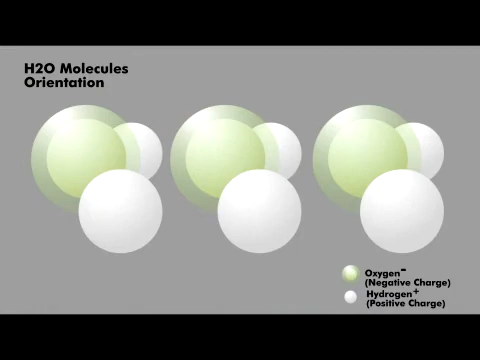 H2O Molecules
Orientation
Oxygen⁻
(Negative Charge)
Hydrogen⁺
(Positive Charge)